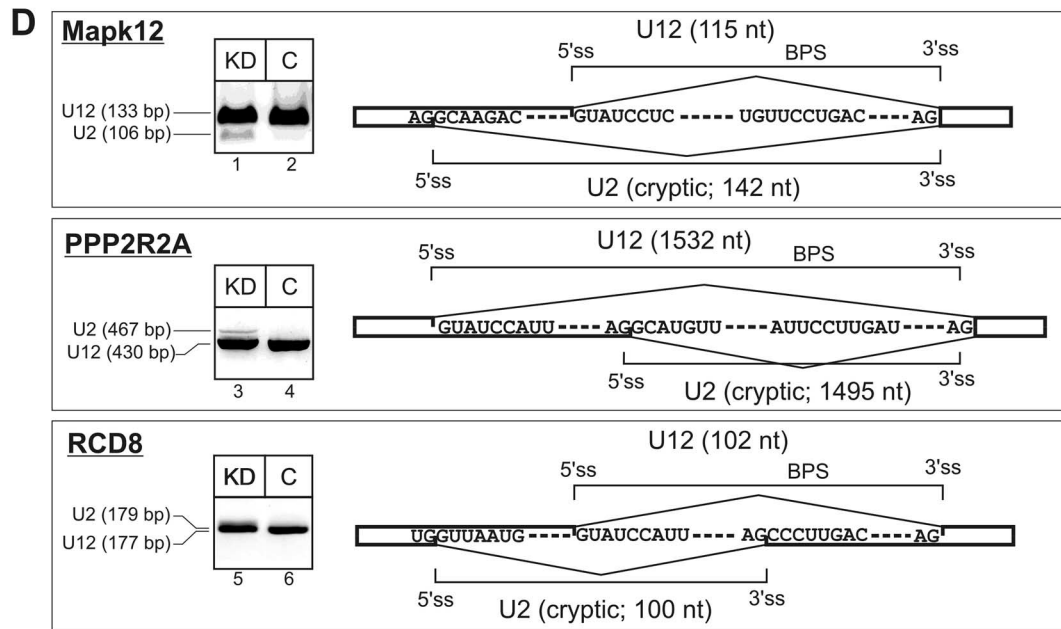 D
Mapk12
KD C
U12 (133 bp)
U2 (106 bp)
1 2
U12 (115 nt)
5'ss BPS 3'ss
AGGCAAGAC GUAUCCUC UGUUCCUGAC AG
5'ss 3'ss
U2 (cryptic; 142 nt)
PPP2R2A
KD C
U2 (467 bp)
U12 (430 bp)
3 4
U12 (1532 nt)
5'ss BPS 3'ss
GUAUCCAUU AGGCAUGUU AUUCCUUGAU AG
5'ss 3'ss
U2 (cryptic; 1495 nt)
RCD8
KD C
U2 (179 bp)
U12 (177 bp)
5 6
U12 (102 nt)
5'ss BPS 3'ss
UGGUUAAUG GUAUCCAUU AGCCCUUGAC AG
5'ss 3'ss
U2 (cryptic; 100 nt)